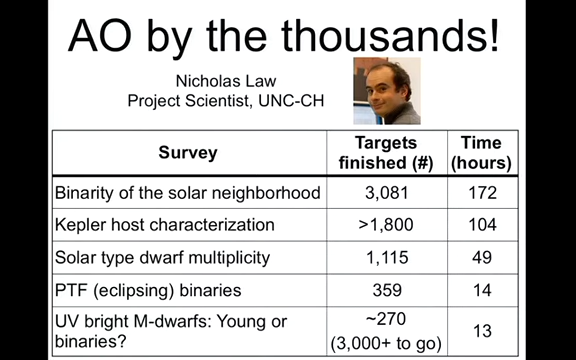 AO by the thousands!
Nicholas Law
Project Scientist, UNC-CH
Survey Targets finished (#) Time (hours)
Binarity of the solar neighborhood 3,081 172
Kepler host characterization >1,800 104
Solar type dwarf multiplicity 1,115 49
PTF (eclipsing) binaries 359 14
UV bright M-dwarfs: Young or binaries? ~270 (3,000+ to go) 13